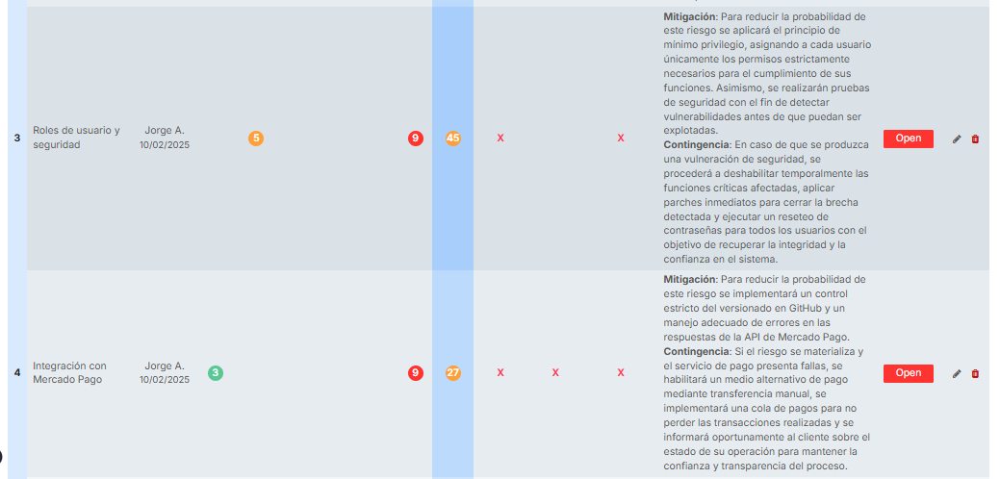 Mitigación: Para reducir la probabilidad de
este riesgo se aplicará el principio de
mínimo privilegio, asignando a cada usuario
únicamente los permisos estrictamente
necesarios para el cumplimiento de sus
funciones. Asimismo, se realizarán pruebas
de seguridad con el fin de detectar
vulnerabilidades antes de que puedan ser
explotadas.
3 Roles de usuario y seguridad Jorge A. 10/02/2025 5 9 45 X X Open
Contingencia: En caso de que se produzca
una vulneración de seguridad, se
procederá a deshabilitar temporalmente las
funciones críticas afectadas, aplicar
parches inmediatos para cerrar la brecha
detectada y ejecutar un reseteo de
contraseñas para todos los usuarios con el
objetivo de recuperar la integridad y la
confianza en el sistema.
Mitigación: Para reducir la probabilidad de
este riesgo se implementará un control
estricto del versionado en GitHub y un
manejo adecuado de errores en las
respuestas de la API de Mercado Pago.
4 Integración con Mercado Pago Jorge A. 10/02/2025 3 9 27 X X X Open
Contingencia: Si el riesgo se materializa y
el servicio de pago presenta fallas, se
habilitará un medio alternativo de pago
mediante transferencia manual, se
implementará una cola de pagos para no
perder las transacciones realizadas y se
informará oportunamente al cliente sobre el
estado de su operación para mantener la
confianza y transparencia del proceso.